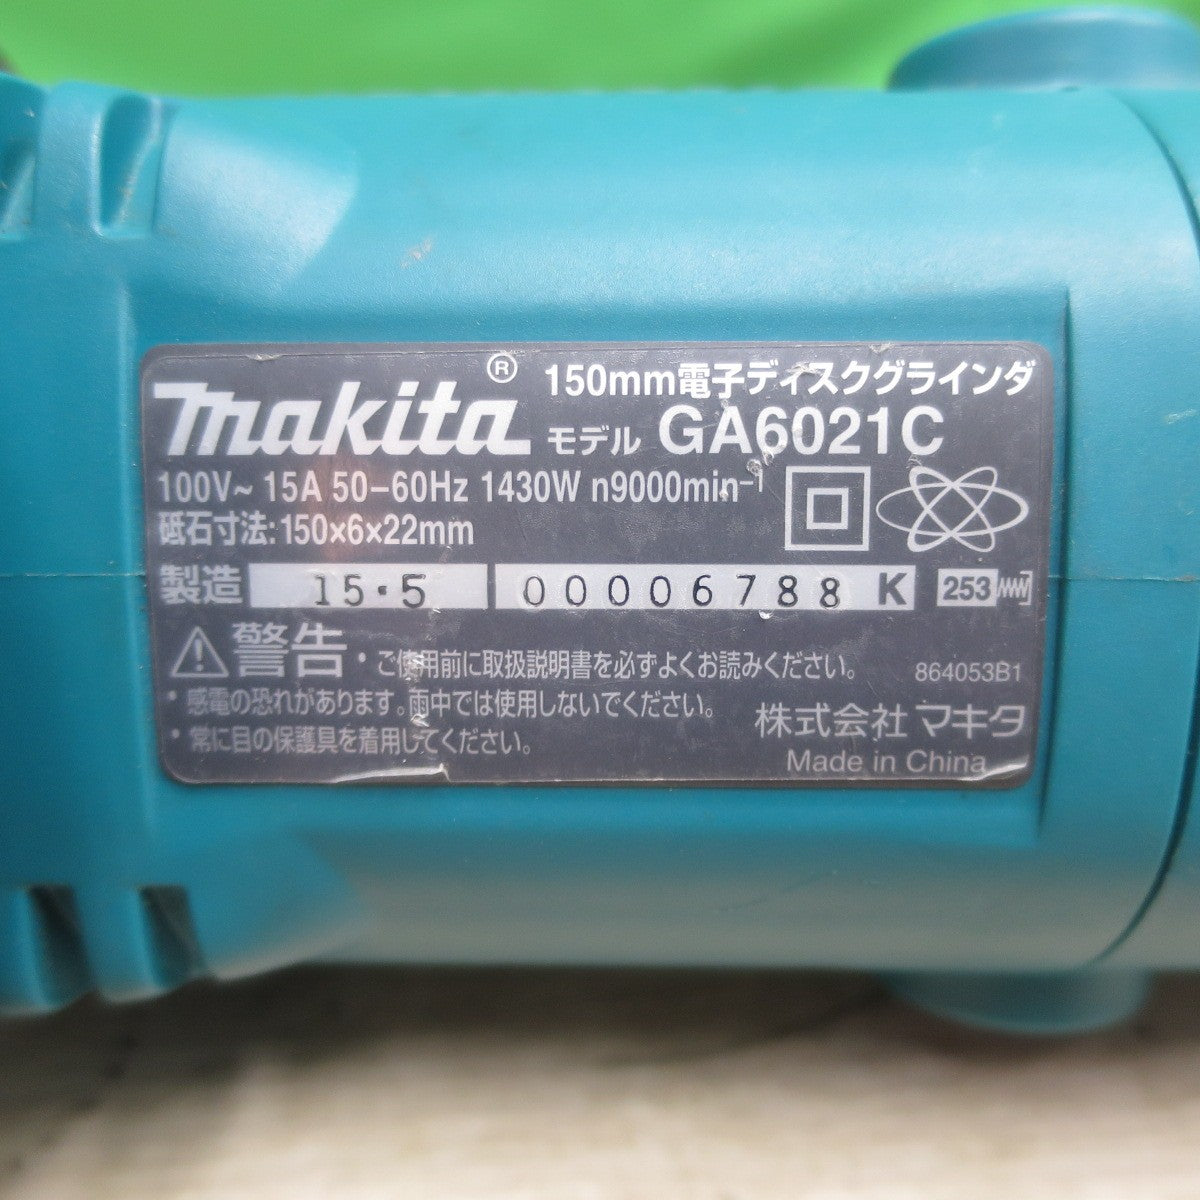 makita® 150mm電子ディスクグラインダ
モデル GA6021C
100V~ 15A 50-60Hz 1430W n9000min⁻¹
砥石寸法:150×6×22mm
製造 15・5 00006788 K 253
警告・ご使用前に取扱説明書を必ずよくお読みください。 864053B1
・感電の恐れがあります。雨中では使用しないでください。
・常に目の保護具を着用してください。
株式会社マキタ
Made in China